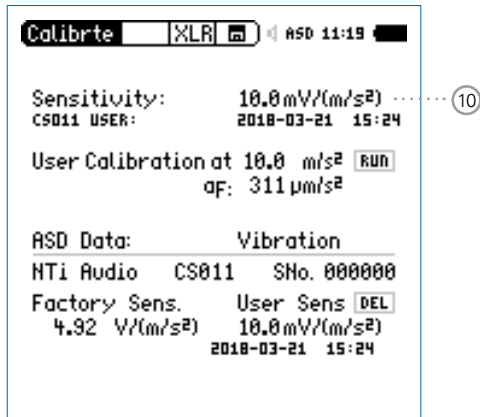 Calibrte XLR ASD 11:19
Sensitivity: 10.0mV/(m/s²) 10
CS011 USER: 2018-03-21 15:24
User Calibration at 10.0 m/s² RUN
aF: 311µm/s²
ASD Data: Vibration
NTi Audio CS011 SNo. 000000
Factory Sens. User Sens DEL
4.92 V/(m/s²) 10.0mV/(m/s²)
2018-03-21 15:24